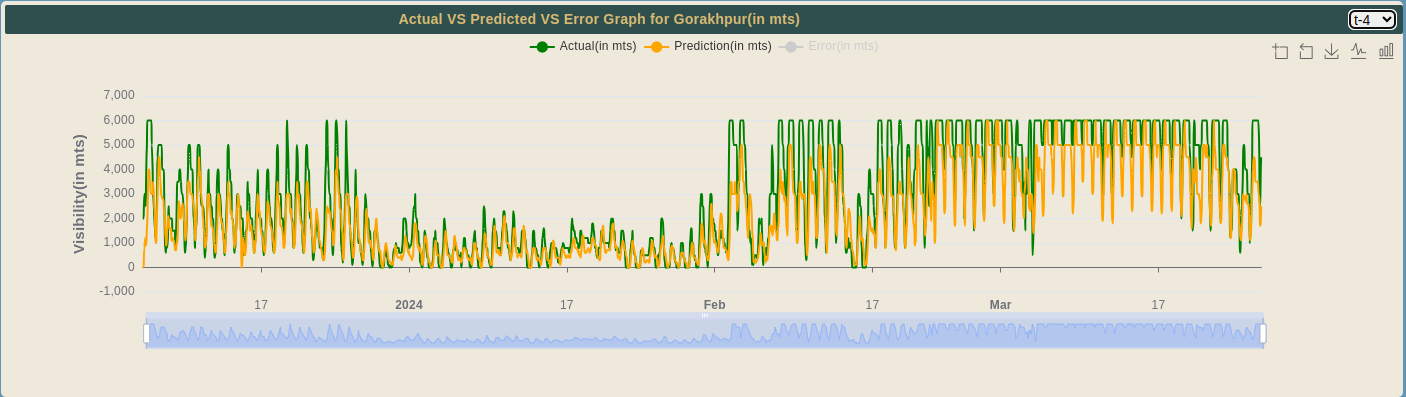 Actual VS Predicted VS Error Graph for Gorakhpur(in mts)
t-4
Actual(in mts) Prediction(in mts) Error(in mts)
Visibility(in mts)
7,000
6,000
5,000
4,000
3,000
2,000
1,000
0
-1,000
17 2024 17 Feb 17 Mar 17